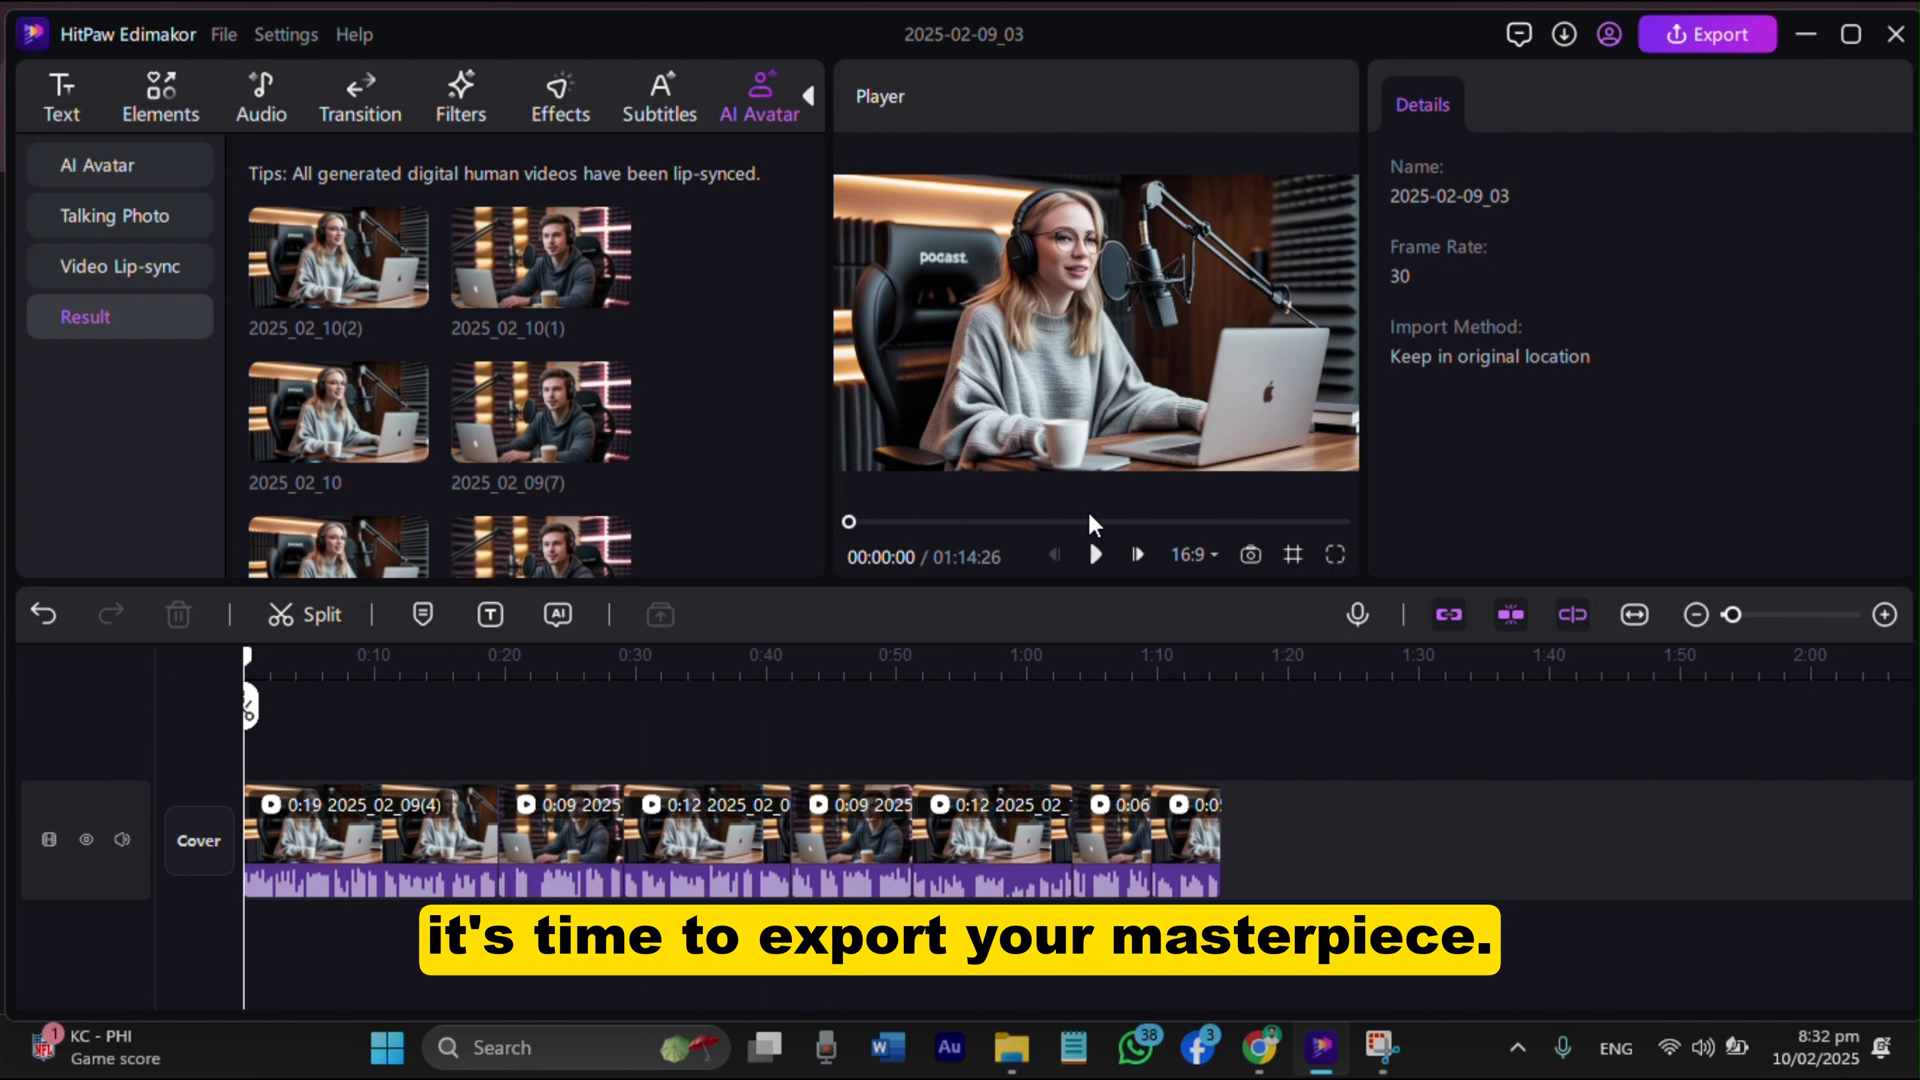 HitPaw Edimakor File Settings Help 2025-02-09_03 Export
Text Elements Audio Transition Filters Effects Subtitles AI Avatar
AI Avatar
Talking Photo
Video Lip-sync
Result
Tips: All generated digital human videos have been lip-synced.
2025_02_10(2) 2025_02_10(1)
2025_02_10 2025_02_09(7)
Player
podcast.
00:00:00 / 01:14:26 16:9
Details
Name:
2025-02-09_03
Frame Rate:
30
Import Method:
Keep in original location
Split T AI
0:10 0:20 0:30 0:40 0:50 1:00 1:10 1:20 1:30 1:40 1:50 2:00
Cover
0:19 2025_02_09(4) 0:09 2025 0:12 2025_02_0 0:09 2025 0:12 2025_02_ 0:06 0:0
it's time to export your masterpiece.
1 KC - PHI
Game score
Search
W Au 38 3
ENG
8:32 pm
10/02/2025